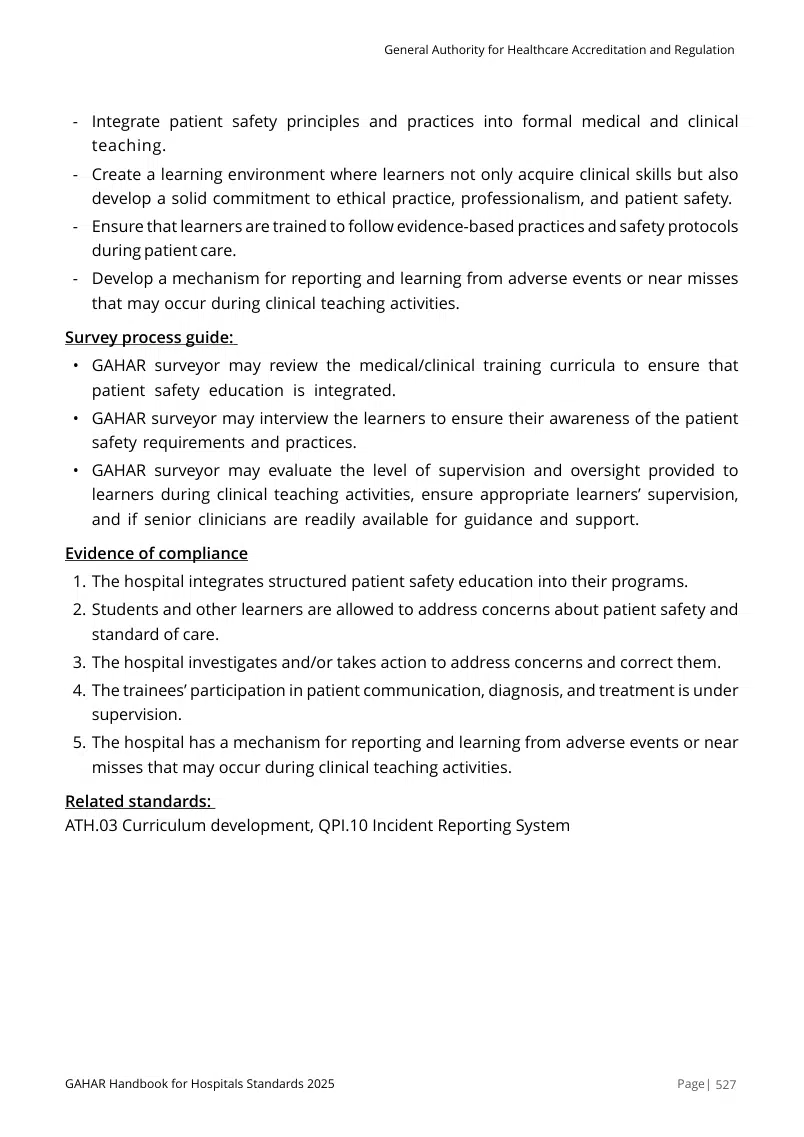 General Authority for Healthcare Accreditation and Regulation
- Integrate patient safety principles and practices into formal medical and clinical
teaching.
- Create a learning environment where learners not only acquire clinical skills but also
develop a solid commitment to ethical practice, professionalism, and patient safety.
- Ensure that learners are trained to follow evidence-based practices and safety protocols
during patient care.
- Develop a mechanism for reporting and learning from adverse events or near misses
that may occur during clinical teaching activities.
Survey process guide:
• GAHAR surveyor may review the medical/clinical training curricula to ensure that
patient safety education is integrated.
• GAHAR surveyor may interview the learners to ensure their awareness of the patient
safety requirements and practices.
• GAHAR surveyor may evaluate the level of supervision and oversight provided to
learners during clinical teaching activities, ensure appropriate learners’ supervision,
and if senior clinicians are readily available for guidance and support.
Evidence of compliance
1. The hospital integrates structured patient safety education into their programs.
2. Students and other learners are allowed to address concerns about patient safety and
standard of care.
3. The hospital investigates and/or takes action to address concerns and correct them.
4. The trainees’ participation in patient communication, diagnosis, and treatment is under
supervision.
5. The hospital has a mechanism for reporting and learning from adverse events or near
misses that may occur during clinical teaching activities.
Related standards:
ATH.03 Curriculum development, QPI.10 Incident Reporting System
GAHAR Handbook for Hospitals Standards 2025
Page| 527